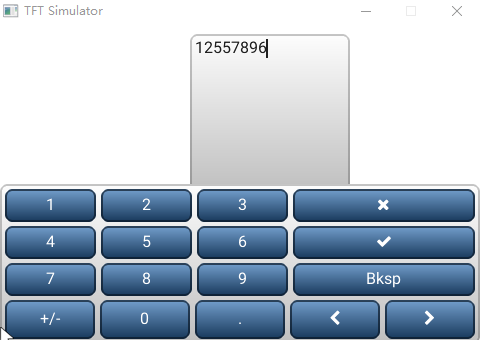 TFT Simulator
12557896
1 2 3
4 5 6
7 8 9 Bksp
+/- 0 .